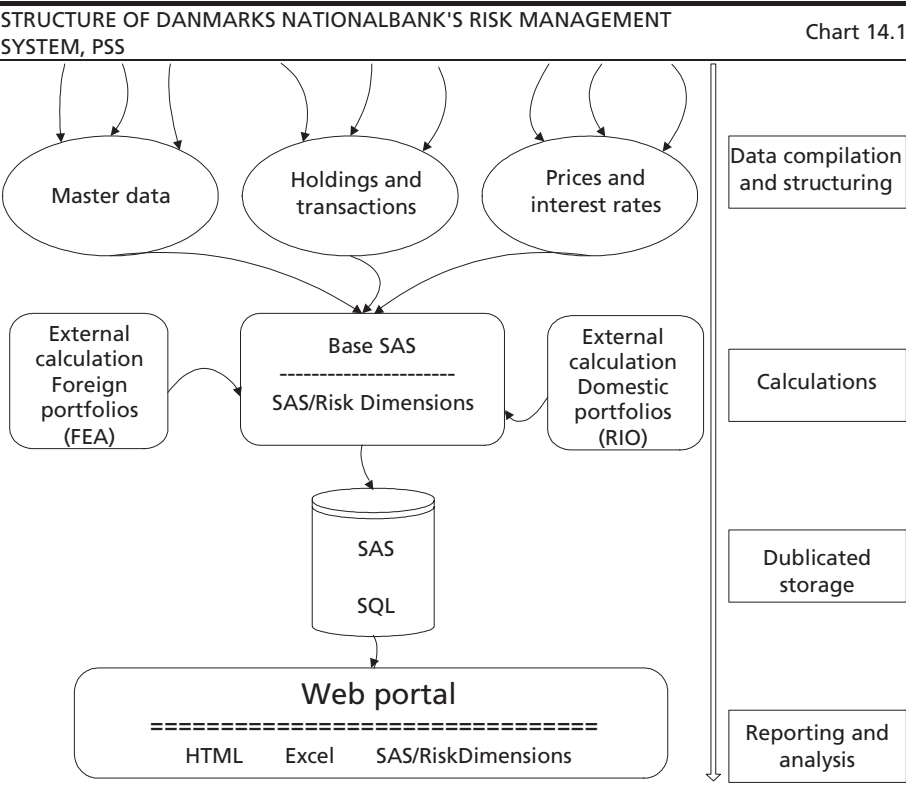 STRUCTURE OF DANMARKS NATIONALBANK'S RISK MANAGEMENT
SYSTEM, PSS
Chart 14.1
Master data
Holdings and
transactions
Prices and
interest rates
Data compilation
and structuring
External
calculation
Foreign
portfolios
(FEA)
Base SAS
----------------------
SAS/Risk Dimensions
External
calculation
Domestic
portfolios
(RIO)
Calculations
SAS
SQL
Dublicated
storage
Web portal
================================
HTML Excel SAS/RiskDimensions
Reporting and
analysis